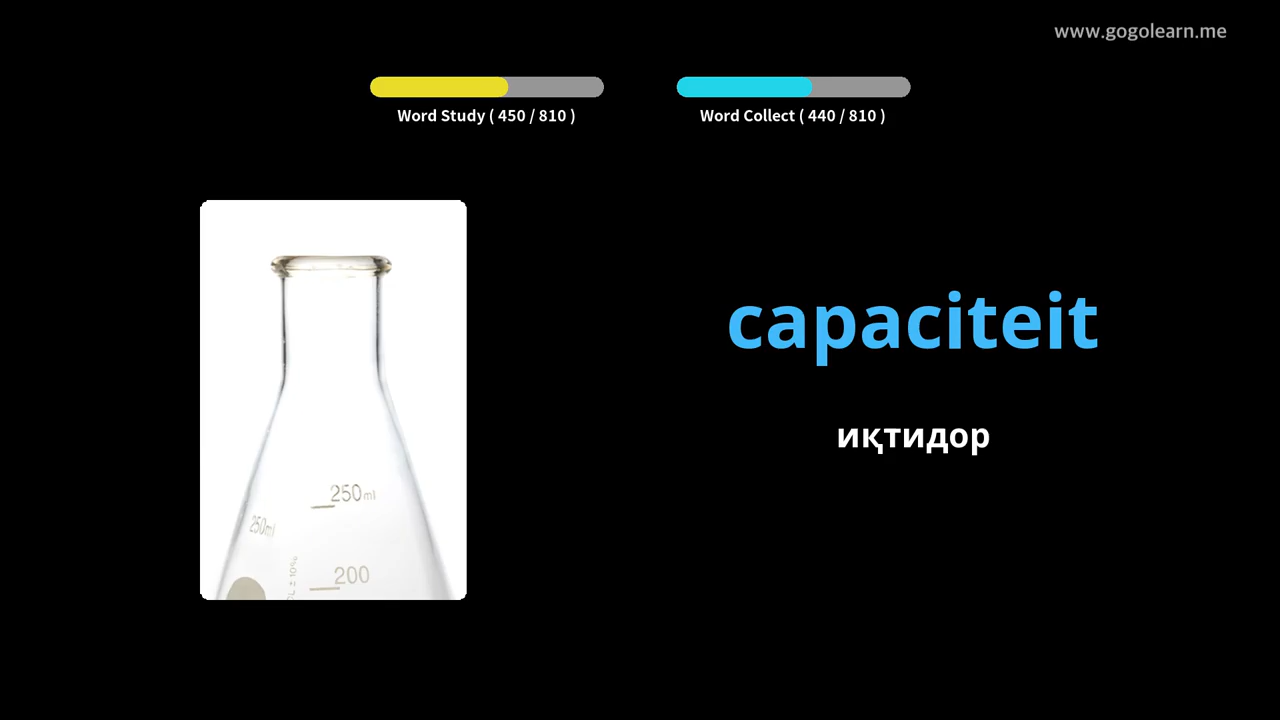 www.gogolearn.me
Word Study ( 450 / 810 )
Word Collect ( 440 / 810 )
capaciteit
иқтидор
250ml
250ml
200